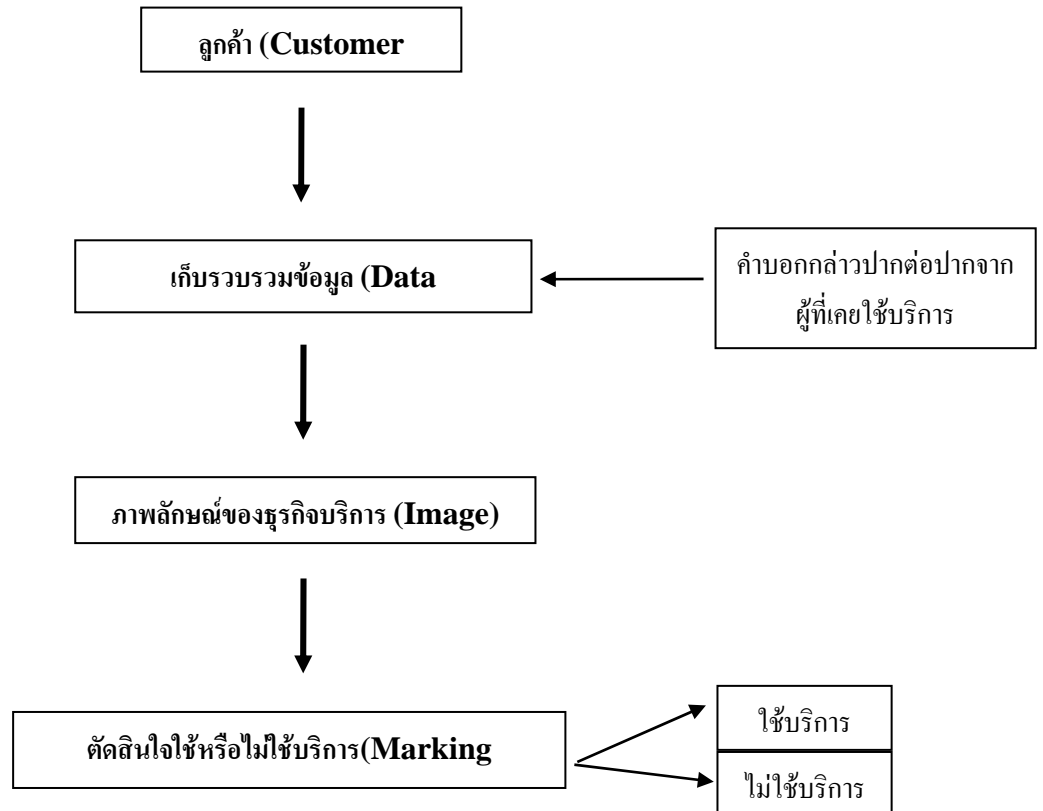 ลูกค้า (Customer
เก็บรวบรวมข้อมูล (Data
คำบอกกล่าวปากต่อปากจาก
ผู้ที่เคยใช้บริการ
ภาพลักษณ์ของธุรกิจบริการ (Image)
ตัดสินใจใช้หรือไม่ใช้บริการ(Marking
ใช้บริการ
ไม่ใช้บริการ